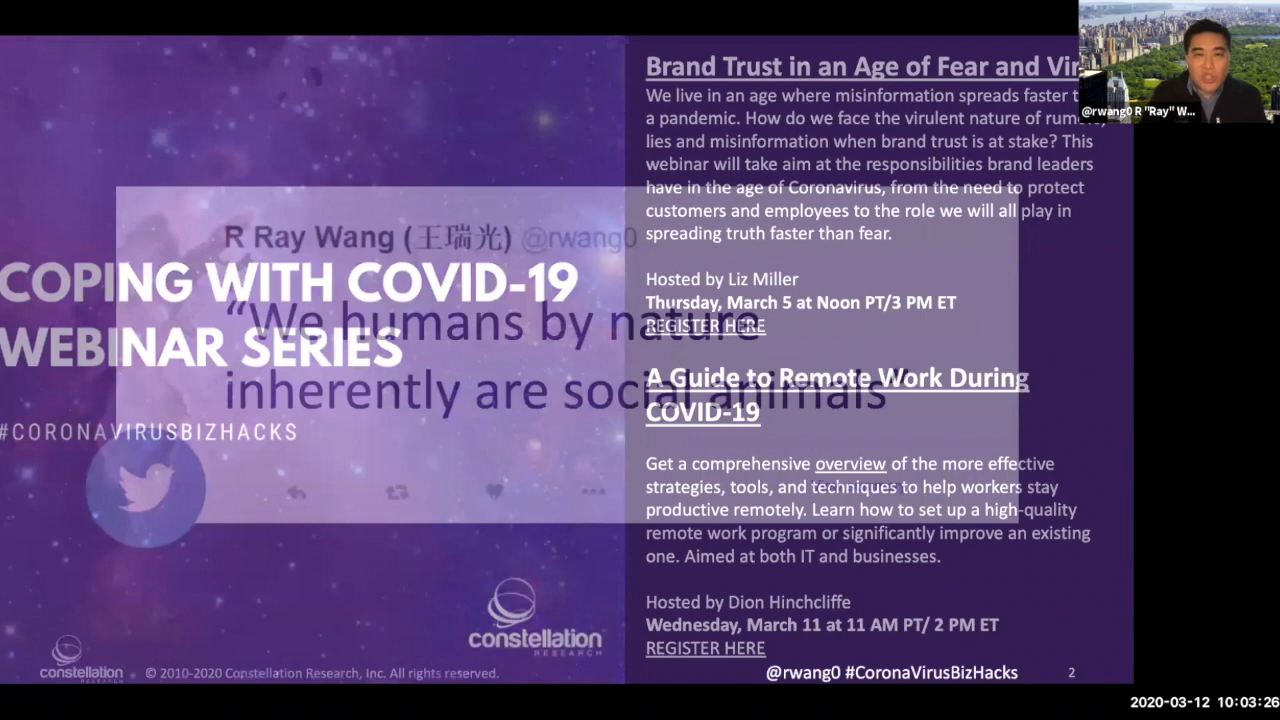 Brand Trust in an Age of Fear and Vir
We live in an age where misinformation spreads faster t
a pandemic. How do we face the virulent nature of rumors,
lies and misinformation when brand trust is at stake? This
webinar will take aim at the responsibilities brand leaders
have in the age of Coronavirus, from the need to protect
customers and employees to the role we will all play in
spreading truth faster than fear.
Hosted by Liz Miller
Thursday, March 5 at Noon PT/3 PM ET
REGISTER HERE
A Guide to Remote Work During
COVID-19
Get a comprehensive overview of the more effective
strategies, tools, and techniques to help workers stay
productive remotely. Learn how to set up a high-quality
remote work program or significantly improve an existing
one. Aimed at both IT and businesses.
Hosted by Dion Hinchcliffe
Wednesday, March 11 at 11 AM PT/ 2 PM ET
REGISTER HERE
@rwang0 #CoronaVirusBizHacks
2
R Ray Wang (王瑞光) @rwang0
“We humans by nature
inherently are social animals”
COPING WITH COVID-19
WEBINAR SERIES
#CORONAVIRUSBIZHACKS
constellation
RESEARCH
constellation
RESEARCH
© 2010-2020 Constellation Research, Inc. All rights reserved.
@rwang0 R "Ray" W...
2020-03-12 10:03:26